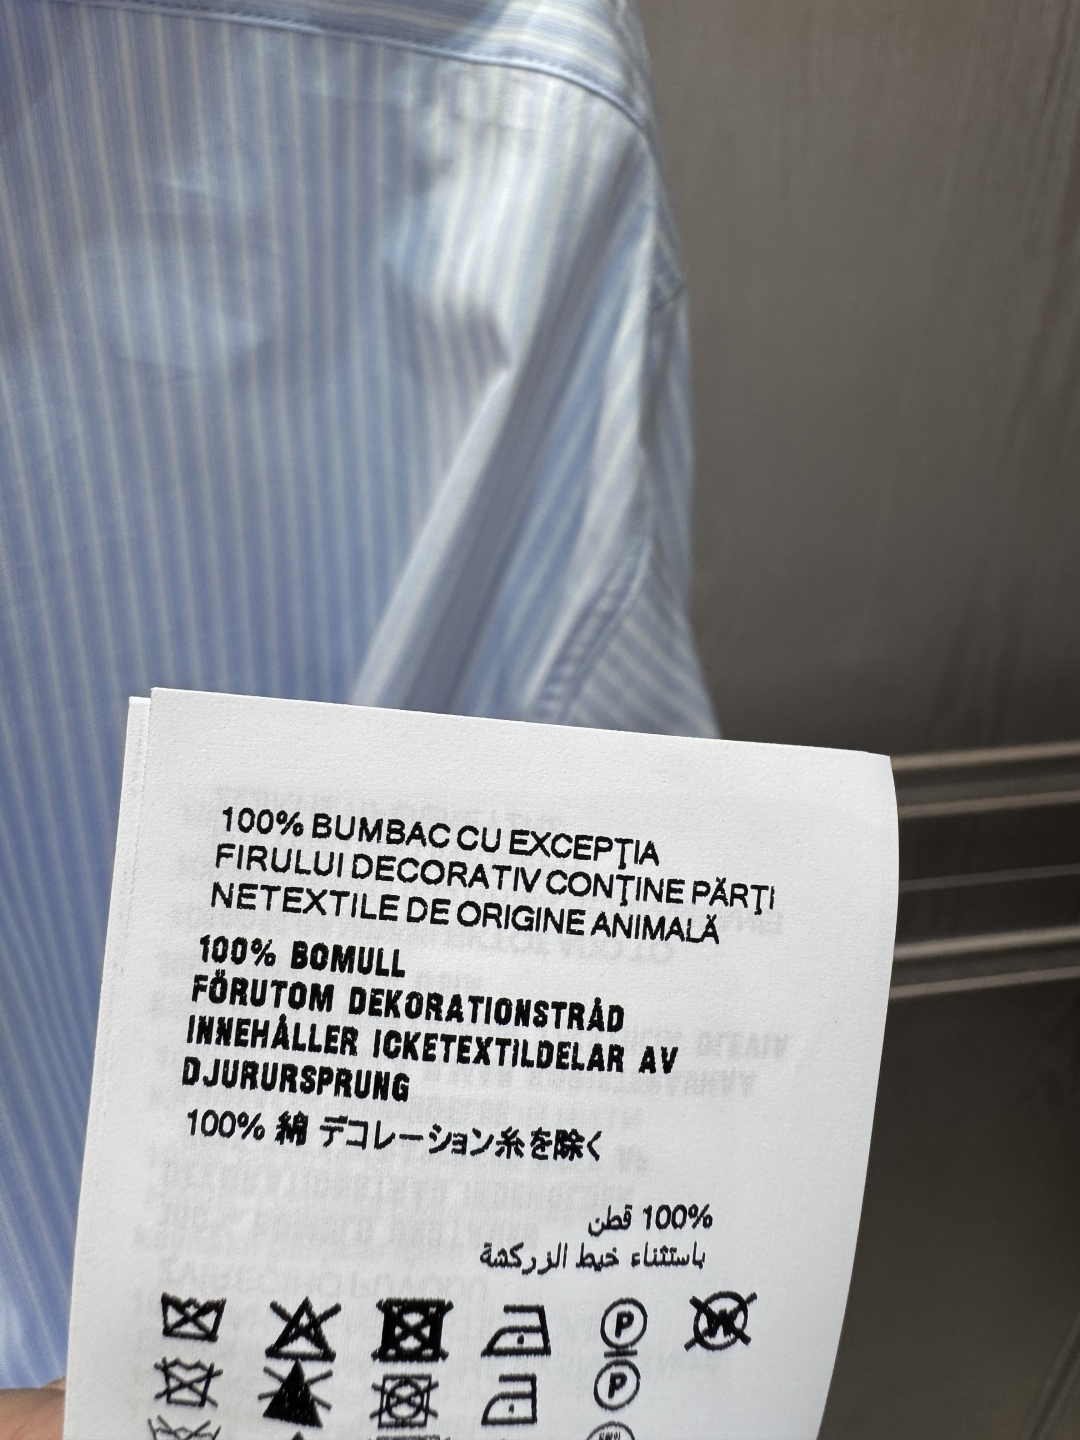 100% BUMBAC CU EXCEPŢIA
FIRULUI DECORATIV CONŢINE PĂRŢI
NETEXTILE DE ORIGINE ANIMALĂ
100% BOMULL
FÖRUTOM DEKORATIONSTRÅD
INNEHÅLLER ICKETEXTILDELAR AV
DJURURSPRUNG
100% 綿 デコレーション糸を除く
100% قطن
باستثناء خيط الزركشة
P W
P